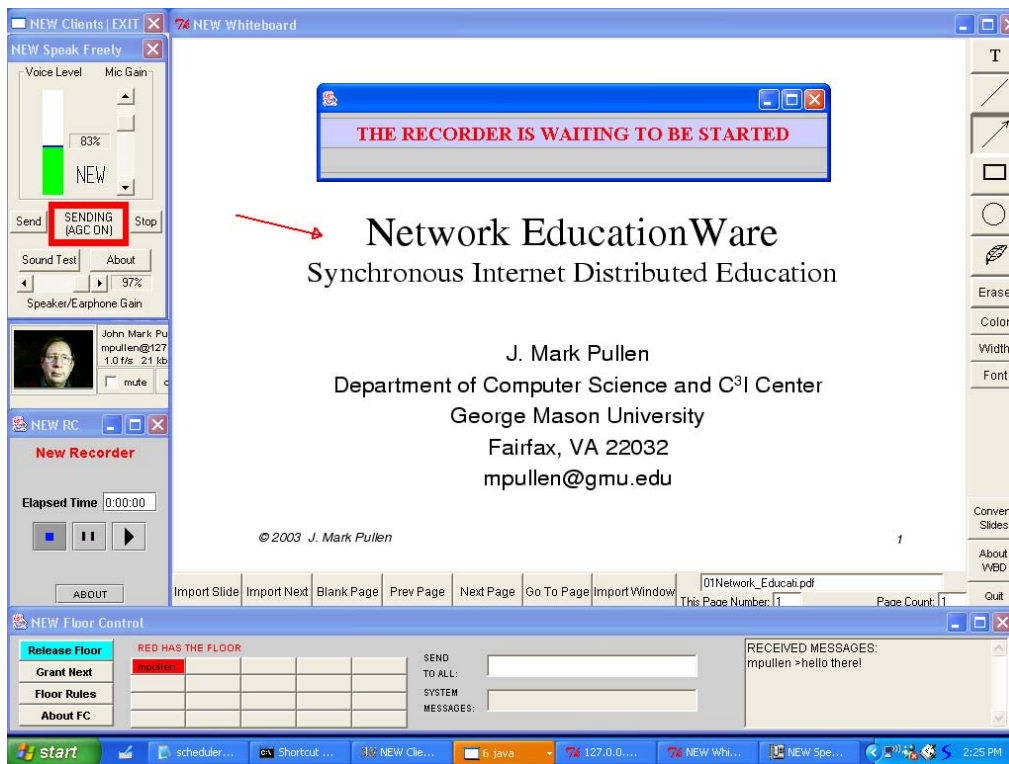 NEW Clients | EXIT
NEW Speak Freely
Voice Level Mic Gain
83%
NEW
Send
SENDING
(AGC ON)
Stop
Sound Test About
97%
Speaker/Earphone Gain
John Mark Pu
mpullen@127
1.0 f/s 21 kb
mute
NEW RC
New Recorder
Elapsed Time 0:00:00
ABOUT
NEW Whiteboard
THE RECORDER IS WAITING TO BE STARTED
Network EducationWare
Synchronous Internet Distributed Education
J. Mark Pullen
Department of Computer Science and C³I Center
George Mason University
Fairfax, VA 22032
mpullen@gmu.edu
© 2003 J. Mark Pullen
1
T
Erase
Color
Width
Font
Conver
Slides
About
WBD
Quit
Import Slide Import Next Blank Page Prev Page Next Page Go To Page Import Window
01Network_Educati.pdf
This Page Number: 1 Page Count: 1
NEW Floor Control
Release Floor
Grant Next
Floor Rules
About FC
RED HAS THE FLOOR
mpullen
SEND
TO ALL:
SYSTEM
MESSAGES:
RECEIVED MESSAGES:
mpullen >hello there!
start scheduler... Shortcut ... NEW Clie... 6 java 127.0.0.... NEW Whi... NEW Spe... 2:25 PM